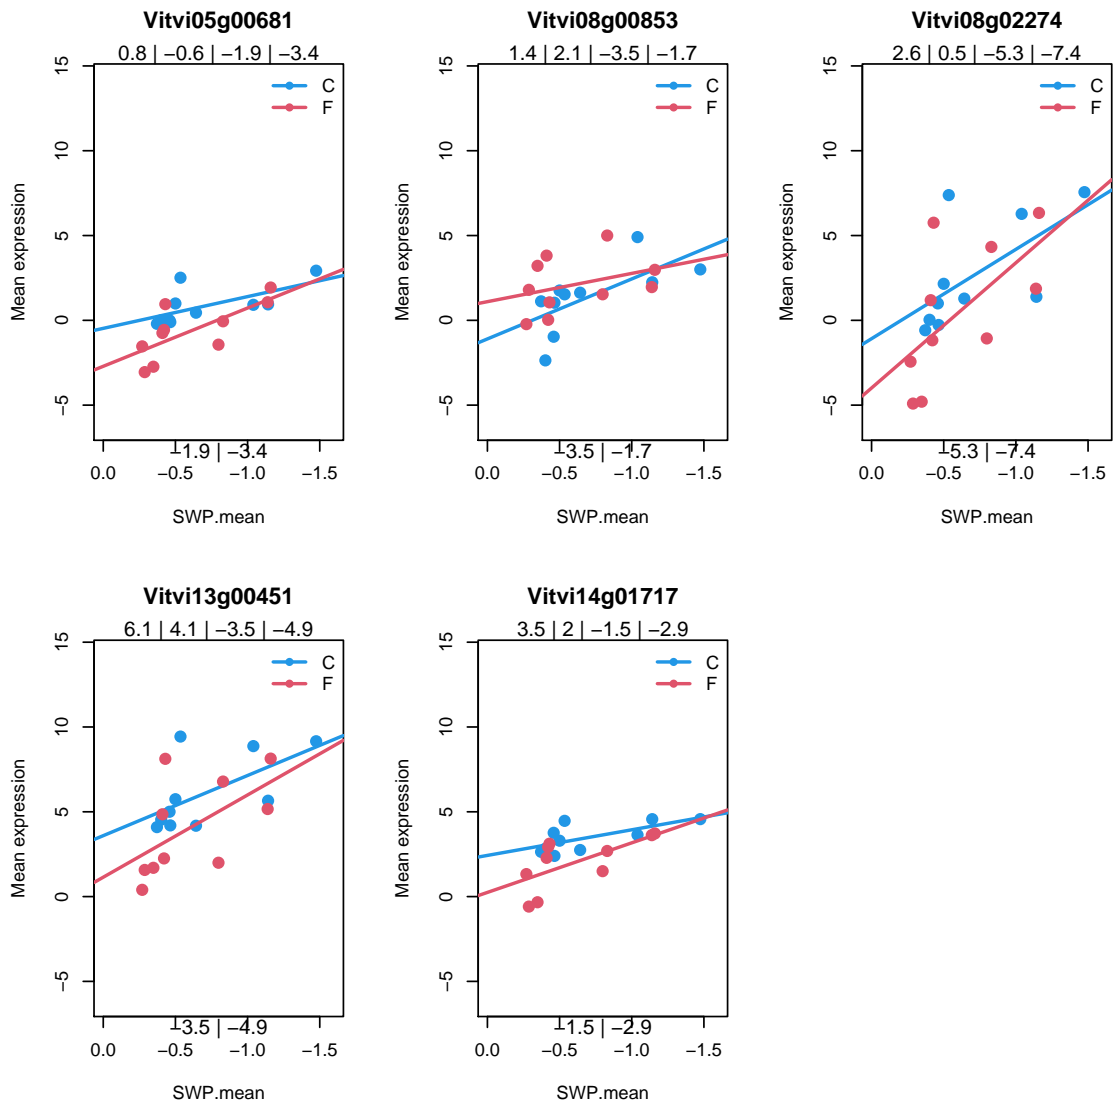 Vitvi05g00681
0.8 | −0.6 | −1.9 | −3.4
C
F
15
10
5
0
−5
Mean expression
−1.9 | −3.4
0.0 −0.5 −1.0 −1.5
SWP.mean
Vitvi08g00853
1.4 | 2.1 | −3.5 | −1.7
C
F
15
10
5
0
−5
Mean expression
−3.5 | −1.7
0.0 −0.5 −1.0 −1.5
SWP.mean
Vitvi08g02274
2.6 | 0.5 | −5.3 | −7.4
C
F
15
10
5
0
−5
Mean expression
−5.3 | −7.4
0.0 −0.5 −1.0 −1.5
SWP.mean
Vitvi13g00451
6.1 | 4.1 | −3.5 | −4.9
C
F
15
10
5
0
−5
Mean expression
−3.5 | −4.9
0.0 −0.5 −1.0 −1.5
SWP.mean
Vitvi14g01717
3.5 | 2 | −1.5 | −2.9
C
F
15
10
5
0
−5
Mean expression
−1.5 | −2.9
0.0 −0.5 −1.0 −1.5
SWP.mean